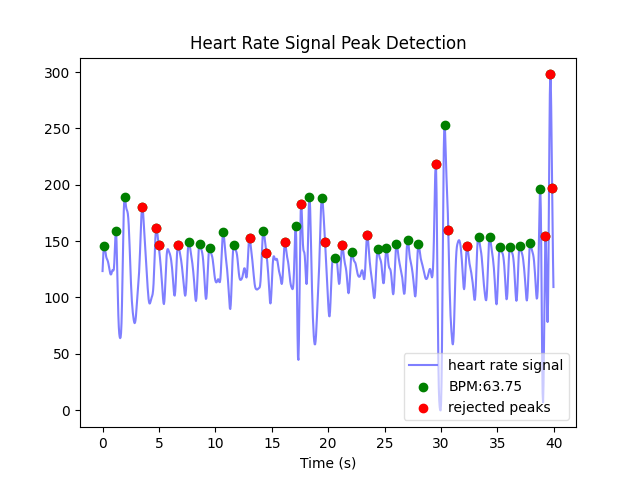 Heart Rate Signal Peak Detection
300
250
200
150
100
50
0
heart rate signal
BPM:63.75
rejected peaks
0 5 10 15 20 25 30 35 40
Time (s)